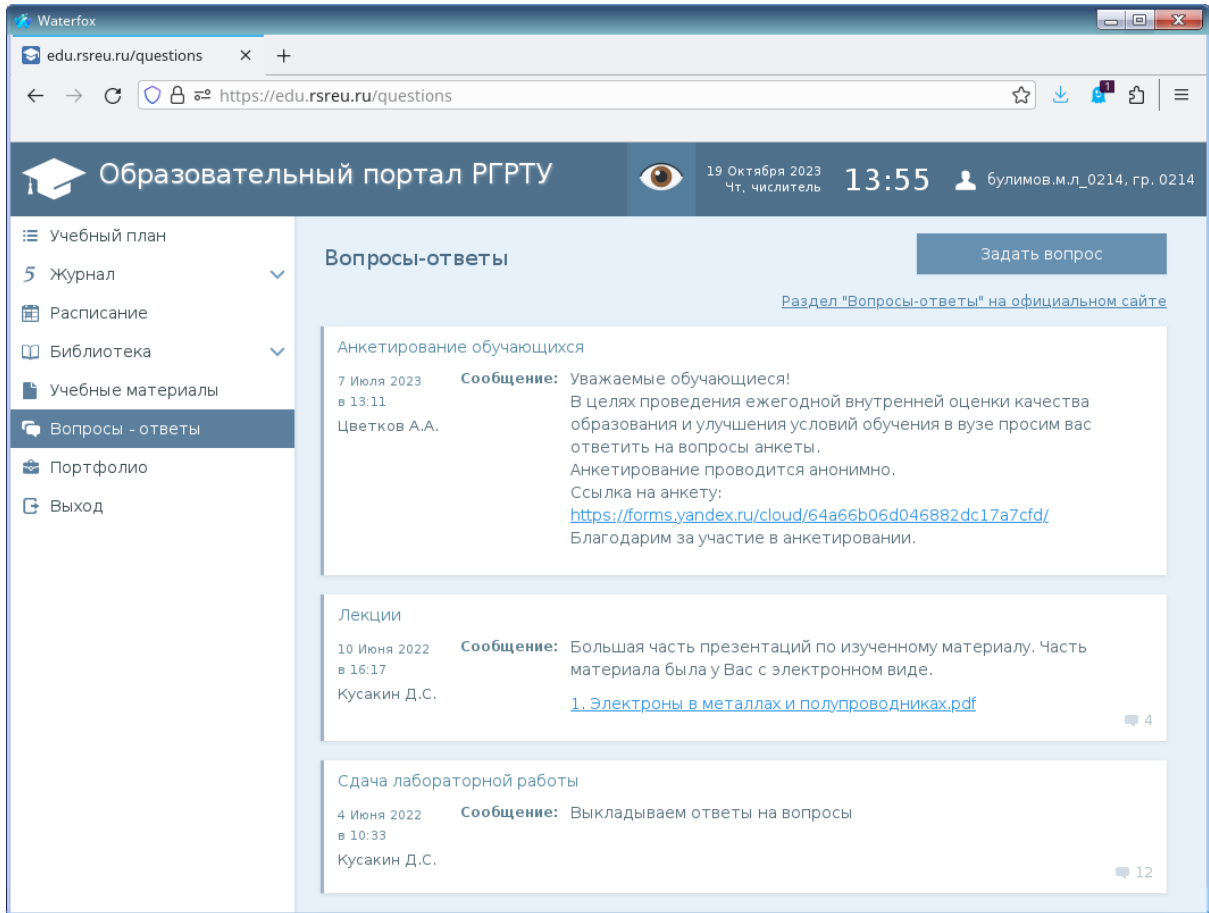 Waterfox
edu.rsreu.ru/questions
https://edu.rsreu.ru/questions
1
Образовательный портал РГРТУ
19 Октября 2023
Чт, числитель
13:55
булимов.м.л_0214, гр. 0214
Учебный план
5 Журнал
Расписание
Библиотека
Учебные материалы
Вопросы - ответы
Портфолио
Выход
Вопросы-ответы
Задать вопрос
Раздел "Вопросы-ответы" на официальном сайте
Анкетирование обучающихся
7 Июля 2023
в 13:11
Цветков А.А.
Сообщение: Уважаемые обучающиеся!
В целях проведения ежегодной внутренней оценки качества
образования и улучшения условий обучения в вузе просим вас
ответить на вопросы анкеты.
Анкетирование проводится анонимно.
Ссылка на анкету:
https://forms.yandex.ru/cloud/64a66b06d046882dc17a7cfd/
Благодарим за участие в анкетировании.
Лекции
10 Июня 2022
в 16:17
Кусакин Д.С.
Сообщение: Большая часть презентаций по изученному материалу. Часть
материала была у Вас с электронном виде.
1. Электроны в металлах и полупроводниках.pdf
4
Сдача лабораторной работы
4 Июня 2022
в 10:33
Кусакин Д.С.
Сообщение: Выкладываем ответы на вопросы
12